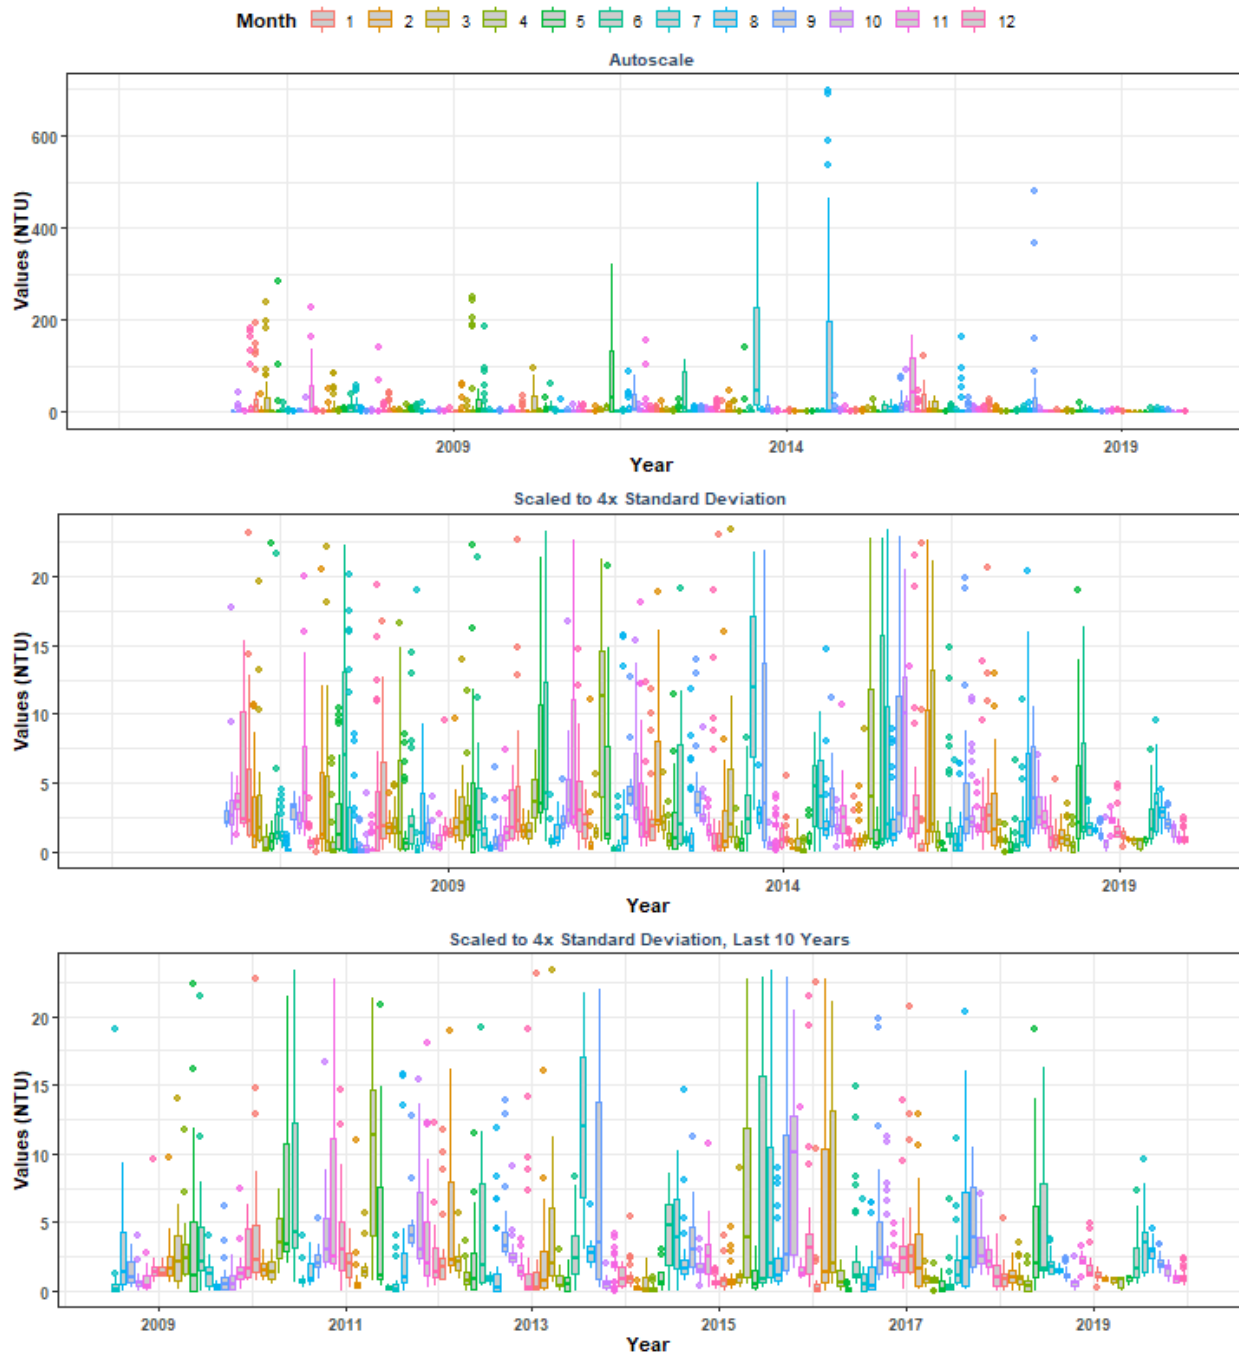 Month 1 2 3 4 5 6 7 8 9 10 11 12
Autoscale
600
400
200
0
Values (NTU)
2009 2014 2019
Year
Scaled to 4x Standard Deviation
20
15
10
5
0
Values (NTU)
2009 2014 2019
Year
Scaled to 4x Standard Deviation, Last 10 Years
20
15
10
5
0
Values (NTU)
2009 2011 2013 2015 2017 2019
Year